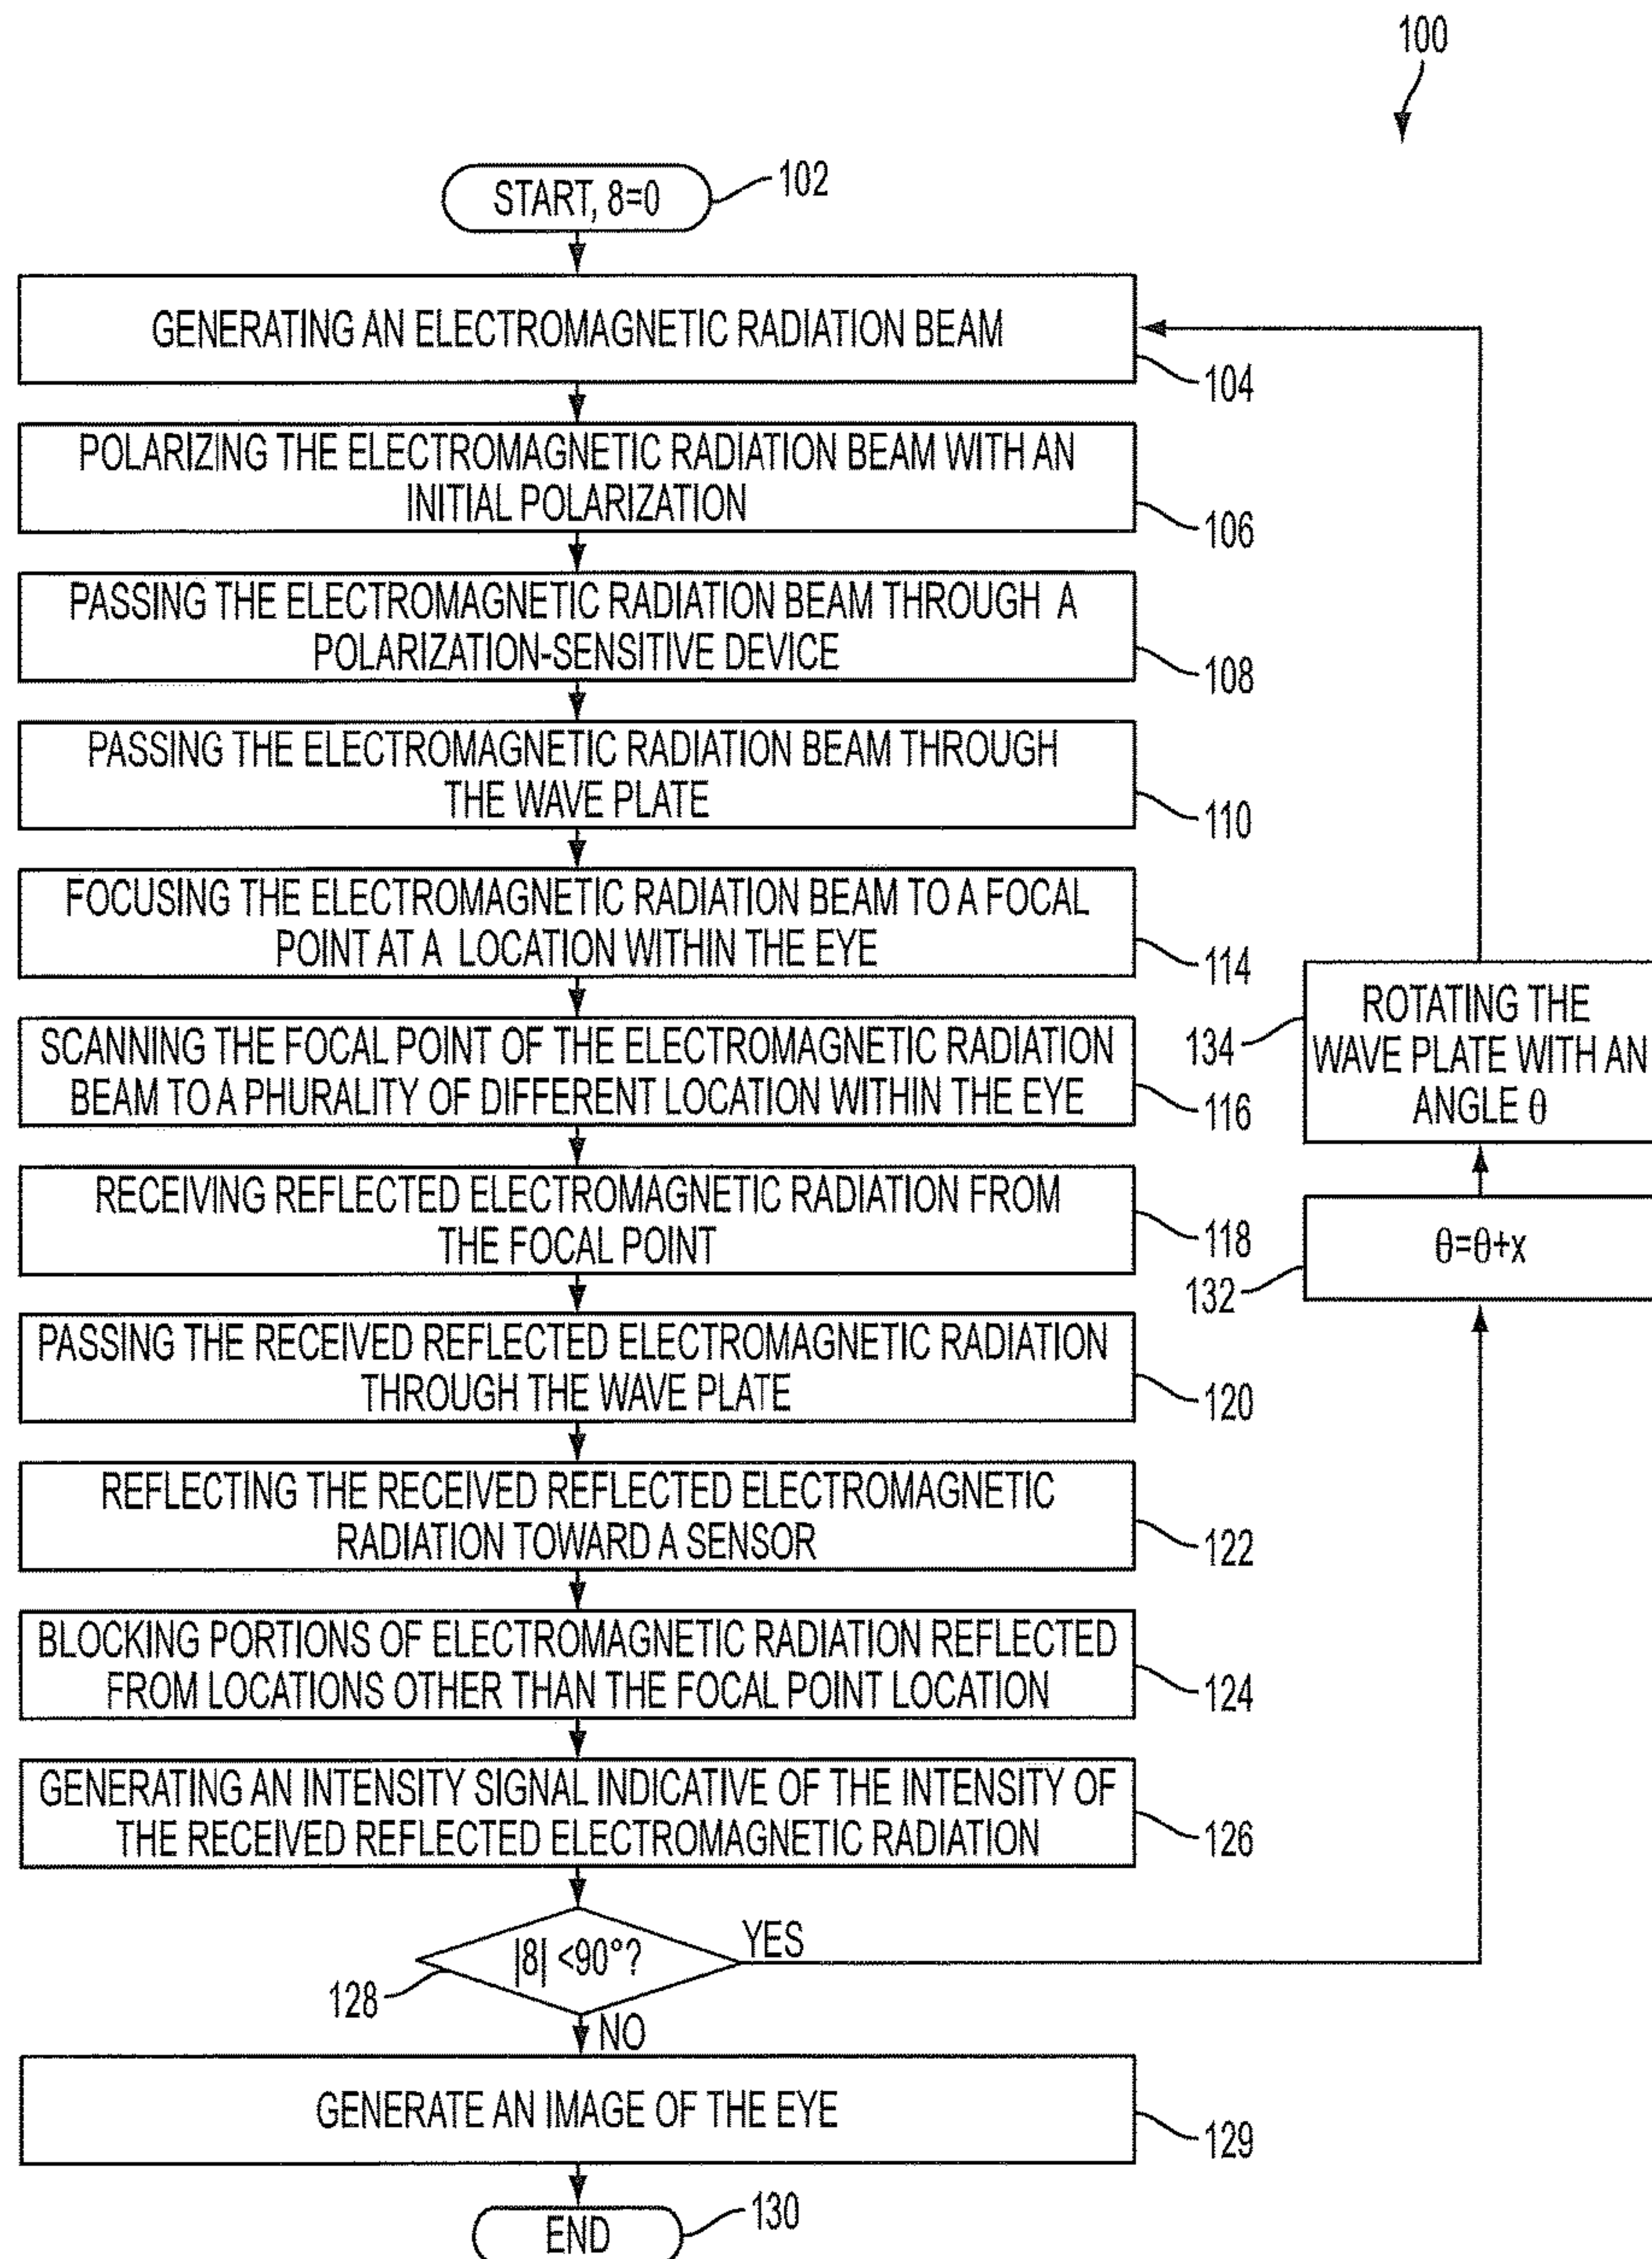 100
START, 8=0
102
GENERATING AN ELECTROMAGNETIC RADIATION BEAM
104
POLARIZING THE ELECTROMAGNETIC RADIATION BEAM WITH AN
INITIAL POLARIZATION
106
PASSING THE ELECTROMAGNETIC RADIATION BEAM THROUGH A
POLARIZATION-SENSITIVE DEVICE
108
PASSING THE ELECTROMAGNETIC RADIATION BEAM THROUGH
THE WAVE PLATE
110
FOCUSING THE ELECTROMAGNETIC RADIATION BEAM TO A FOCAL
POINT AT A LOCATION WITHIN THE EYE
114
SCANNING THE FOCAL POINT OF THE ELECTROMAGNETIC RADIATION
BEAM TO A PHURALITY OF DIFFERENT LOCATION WITHIN THE EYE
116
RECEIVING REFLECTED ELECTROMAGNETIC RADIATION FROM
THE FOCAL POINT
118
PASSING THE RECEIVED REFLECTED ELECTROMAGNETIC RADIATION
THROUGH THE WAVE PLATE
120
REFLECTING THE RECEIVED REFLECTED ELECTROMAGNETIC
RADIATION TOWARD A SENSOR
122
BLOCKING PORTIONS OF ELECTROMAGNETIC RADIATION REFLECTED
FROM LOCATIONS OTHER THAN THE FOCAL POINT LOCATION
124
GENERATING AN INTENSITY SIGNAL INDICATIVE OF THE INTENSITY OF
THE RECEIVED REFLECTED ELECTROMAGNETIC RADIATION
126
|8| <90°?
128
YES
NO
GENERATE AN IMAGE OF THE EYE
129
END
130
θ=θ+x
132
ROTATING THE
WAVE PLATE WITH AN
ANGLE θ
134